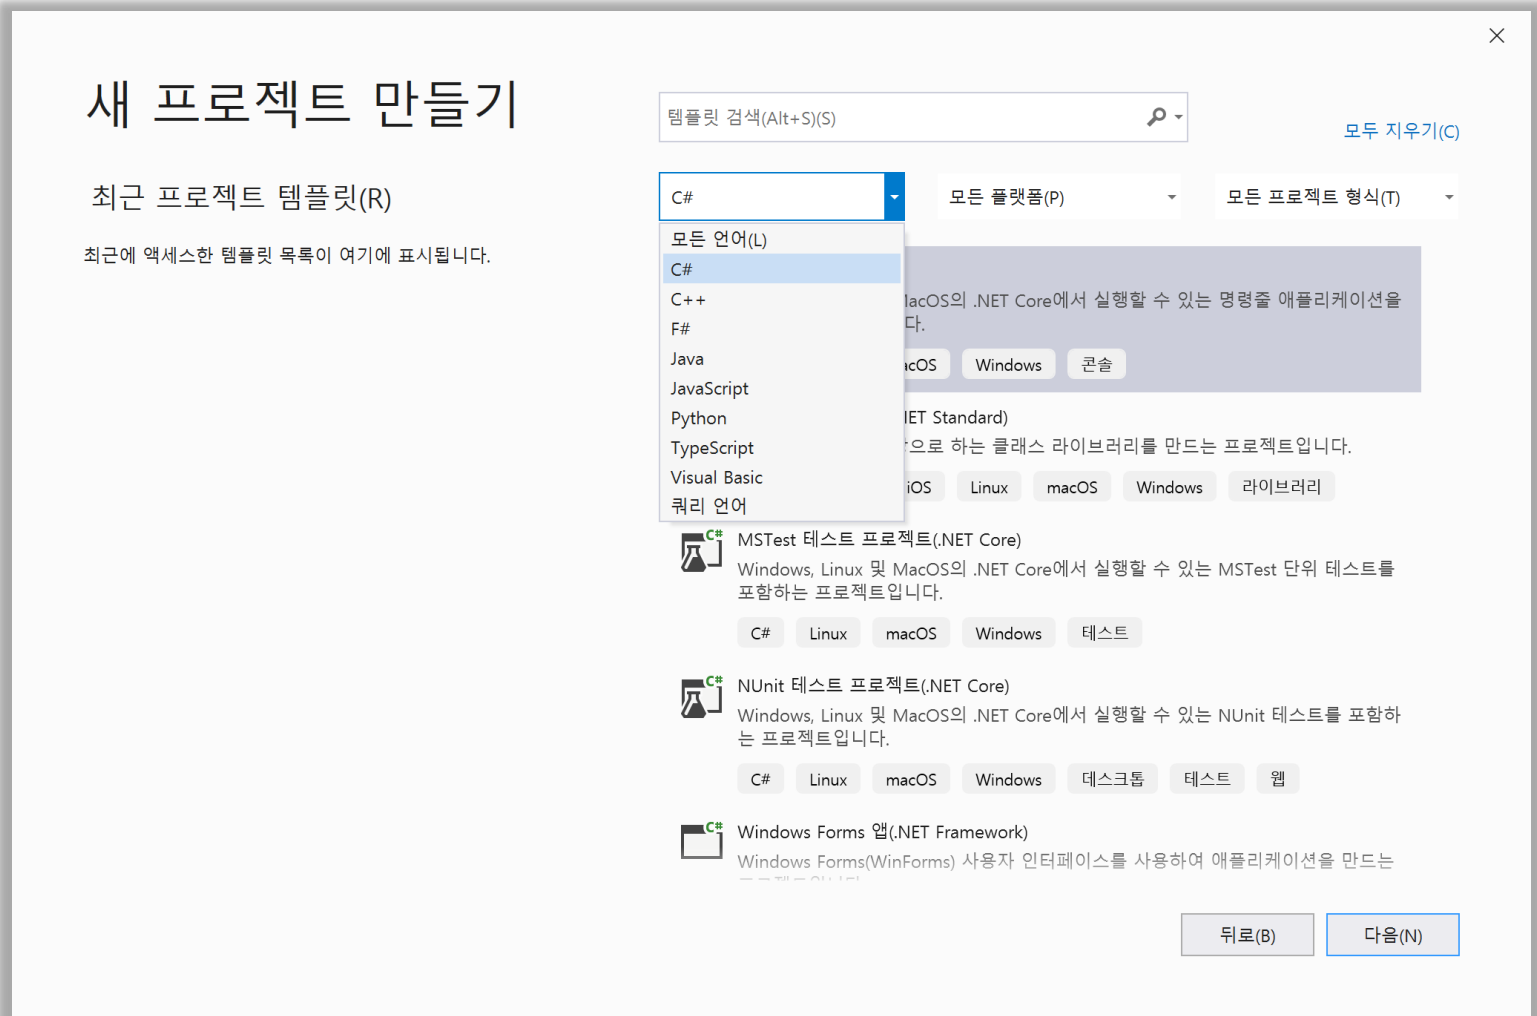 새 프로젝트 만들기
최근 프로젝트 템플릿(R)
최근에 액세스한 템플릿 목록이 여기에 표시됩니다.
템플릿 검색(Alt+S)(S)
모두 지우기(C)
C# 모든 플랫폼(P) 모든 프로젝트 형식(T)
모든 언어(L)
C#
C++
F#
Java
JavaScript
Python
TypeScript
Visual Basic
쿼리 언어
.NET Core에서 실행할 수 있는 명령줄 애플리케이션을
다.
Windows 콘솔
Standard)
하는 클래스 라이브러리를 만드는 프로젝트입니다.
iOS Linux macOS Windows 라이브러리
MSTest 테스트 프로젝트(.NET Core)
Windows, Linux 및 MacOS의 .NET Core에서 실행할 수 있는 MSTest 단위 테스트를
포함하는 프로젝트입니다.
C# Linux macOS Windows 테스트
NUnit 테스트 프로젝트(.NET Core)
Windows, Linux 및 MacOS의 .NET Core에서 실행할 수 있는 NUnit 테스트를 포함하
는 프로젝트입니다.
C# Linux macOS Windows 데스크톱 테스트 웹
Windows Forms 앱(.NET Framework)
Windows Forms(WinForms) 사용자 인터페이스를 사용하여 애플리케이션을 만드는
뒤로(B) 다음(N)